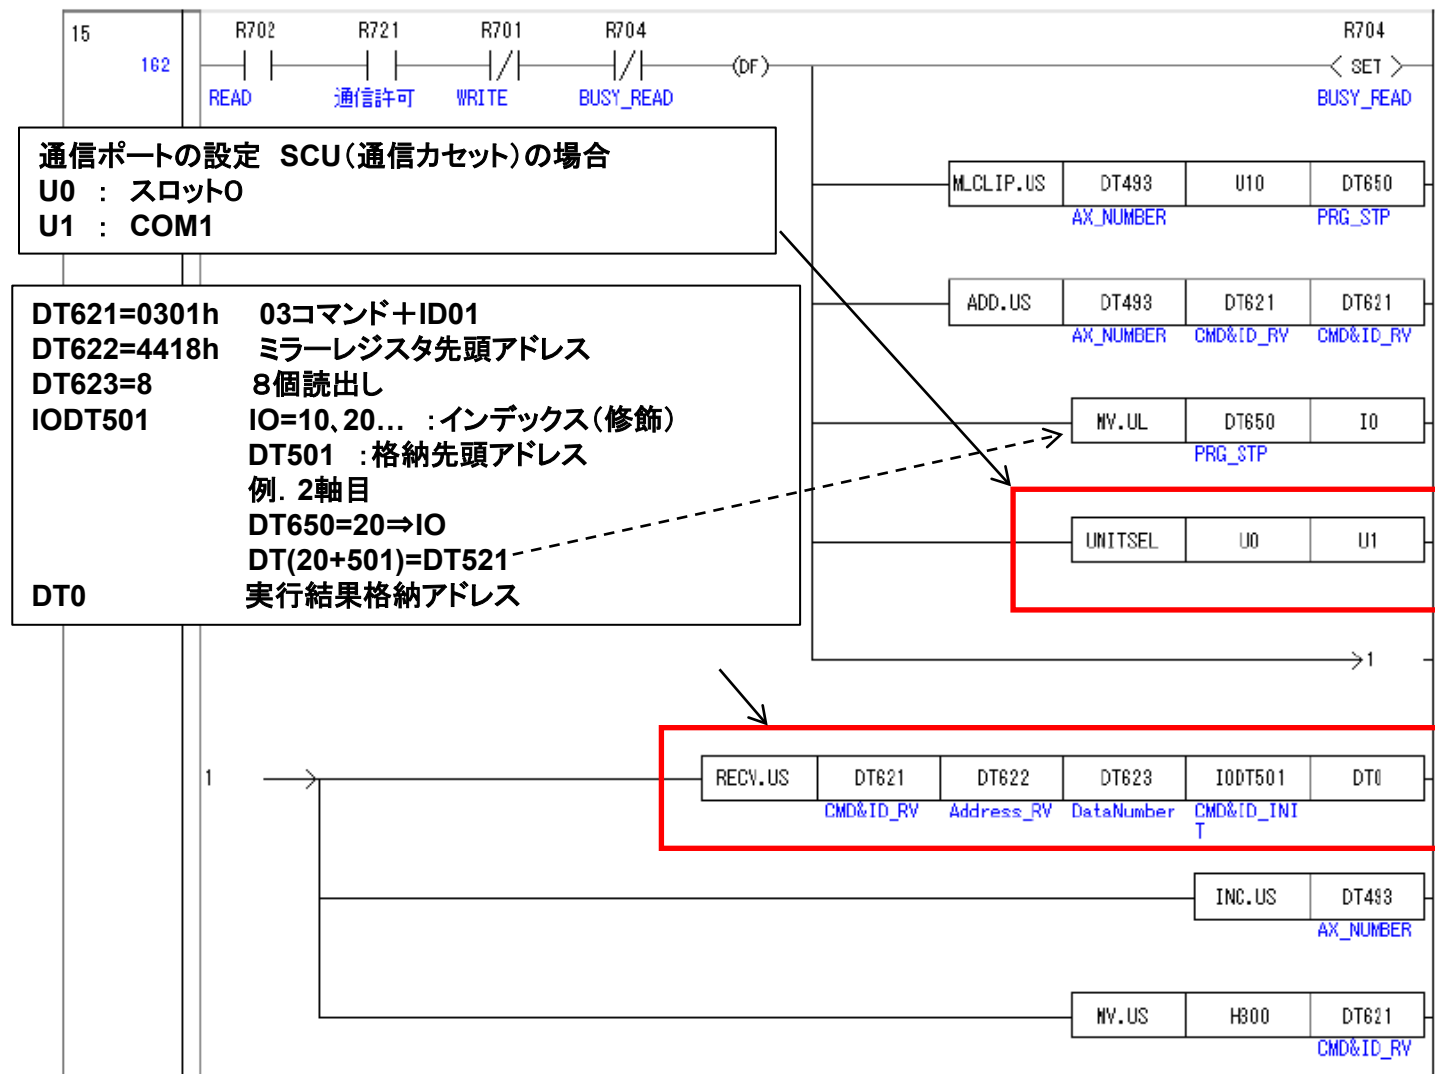 15
R702 R721 R701 R704 R704
162
(DF)
< SET >
READ 通信許可 WRITE BUSY_READ BUSY_READ
通信ポートの設定 SCU(通信カセット)の場合
U0 : スロット0
U1 : COM1
MLCLIP.US DT493 U10 DT650
AX_NUMBER PRG_STP
DT621=0301h 03コマンド+ID01
DT622=4418h ミラーレジスタ先頭アドレス
DT623=8 8個読出し
IODT501 IO=10、20… :インデックス(修飾)
DT501 :格納先頭アドレス
例. 2軸目
DT650=20⇒IO
DT(20+501)=DT521
DT0 実行結果格納アドレス
ADD.US DT493 DT621 DT621
AX_NUMBER CMD&ID_RV CMD&ID_RV
MV.UL DT650 I0
PRG_STP
UNITSEL U0 U1
1
1
RECV.US DT621 DT622 DT623 I0DT501 DT0
CMD&ID_RV Address_RV DataNumber CMD&ID_INI
T
INC.US DT493
AX_NUMBER
MV.US H300 DT621
CMD&ID_RV